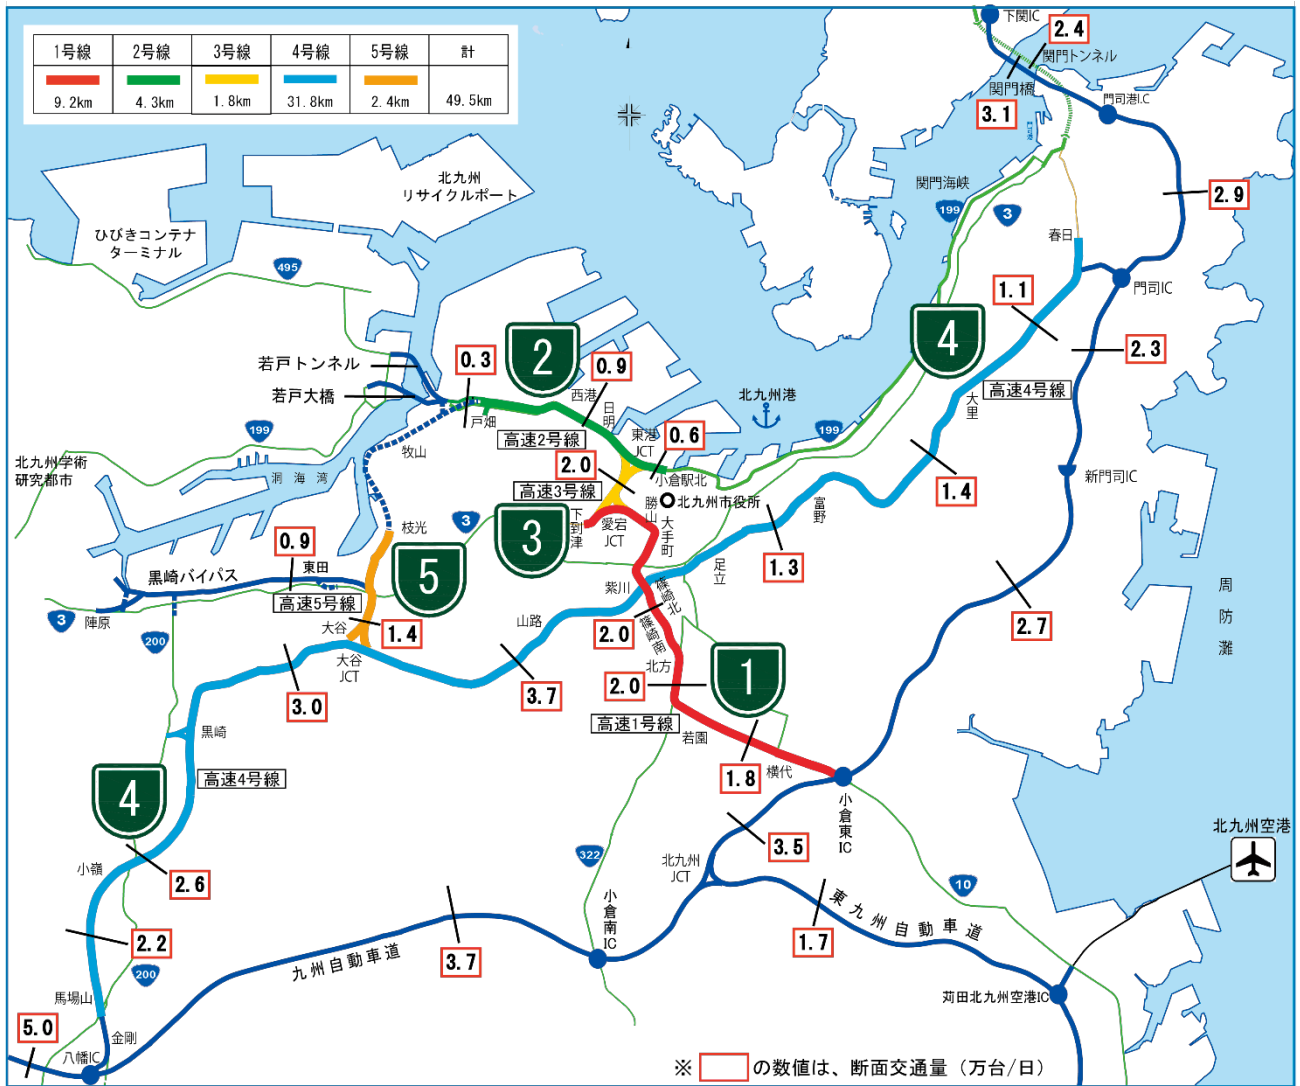 1号線 2号線 3号線 4号線 5号線 計
9.2km 4.3km 1.8km 31.8km 2.4km 49.5km
下関IC
2.4
関門トンネル
関門橋
3.1
門司港I.C
2.9
関門海峡
199
3
春日
門司IC
1.1
2.3
4
高速4号線
大里
北九州
リサイクルポート
ひびきコンテナ
ターミナル
495
若戸トンネル
若戸大橋
0.3
2
0.9
西港
日明
戸畑
高速2号線
東港
JCT
0.6
北九州港
199
199
牧山
2.0
小倉駅北
高速3号線
勝山
北九州市役所
北九州学術
研究都市
洞海湾
1.4
新門司IC
富野
3
3
下到津
愛宕
JCT
大手町
枝光
5
0.9
東田
黒崎バイパス
高速5号線
足立
1.3
紫川
篠崎北
篠崎南
2.0
山路
3
陣原
200
大谷
1.4
大谷
JCT
3.0
3.7
北方
2.0
1
高速1号線
若園
1.8
横代
2.7
周防灘
黒崎
高速4号線
4
小嶺
2.6
小倉東IC
3.5
北九州
JCT
322
10
北九州空港
小倉南IC
東九州自動車道
1.7
2.2
200
馬場山
九州自動車道
3.7
苅田北九州空港IC
5.0
金剛
八幡IC
※ の数値は、断面交通量（万台/日）